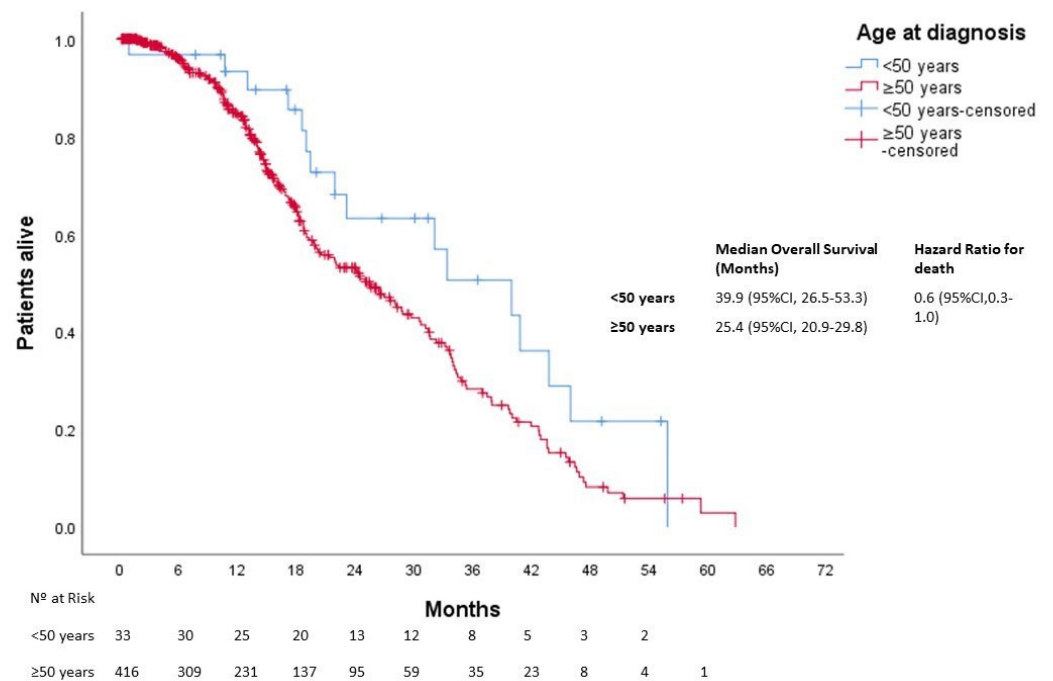 Age at diagnosis
<50 years
≥50 years
<50 years-censored
≥50 years
-censored
1.0
0.8
0.6
0.4
0.2
0.0
Patients alive
Median Overall Survival
(Months)
Hazard Ratio for
death
<50 years 39.9 (95%CI, 26.5-53.3) 0.6 (95%CI,0.3-
1.0)
≥50 years 25.4 (95%CI, 20.9-29.8)
0 6 12 18 24 30 36 42 48 54 60 66 72
Months
Nº at Risk
<50 years 33 30 25 20 13 12 8 5 3 2
≥50 years 416 309 231 137 95 59 35 23 8 4 1